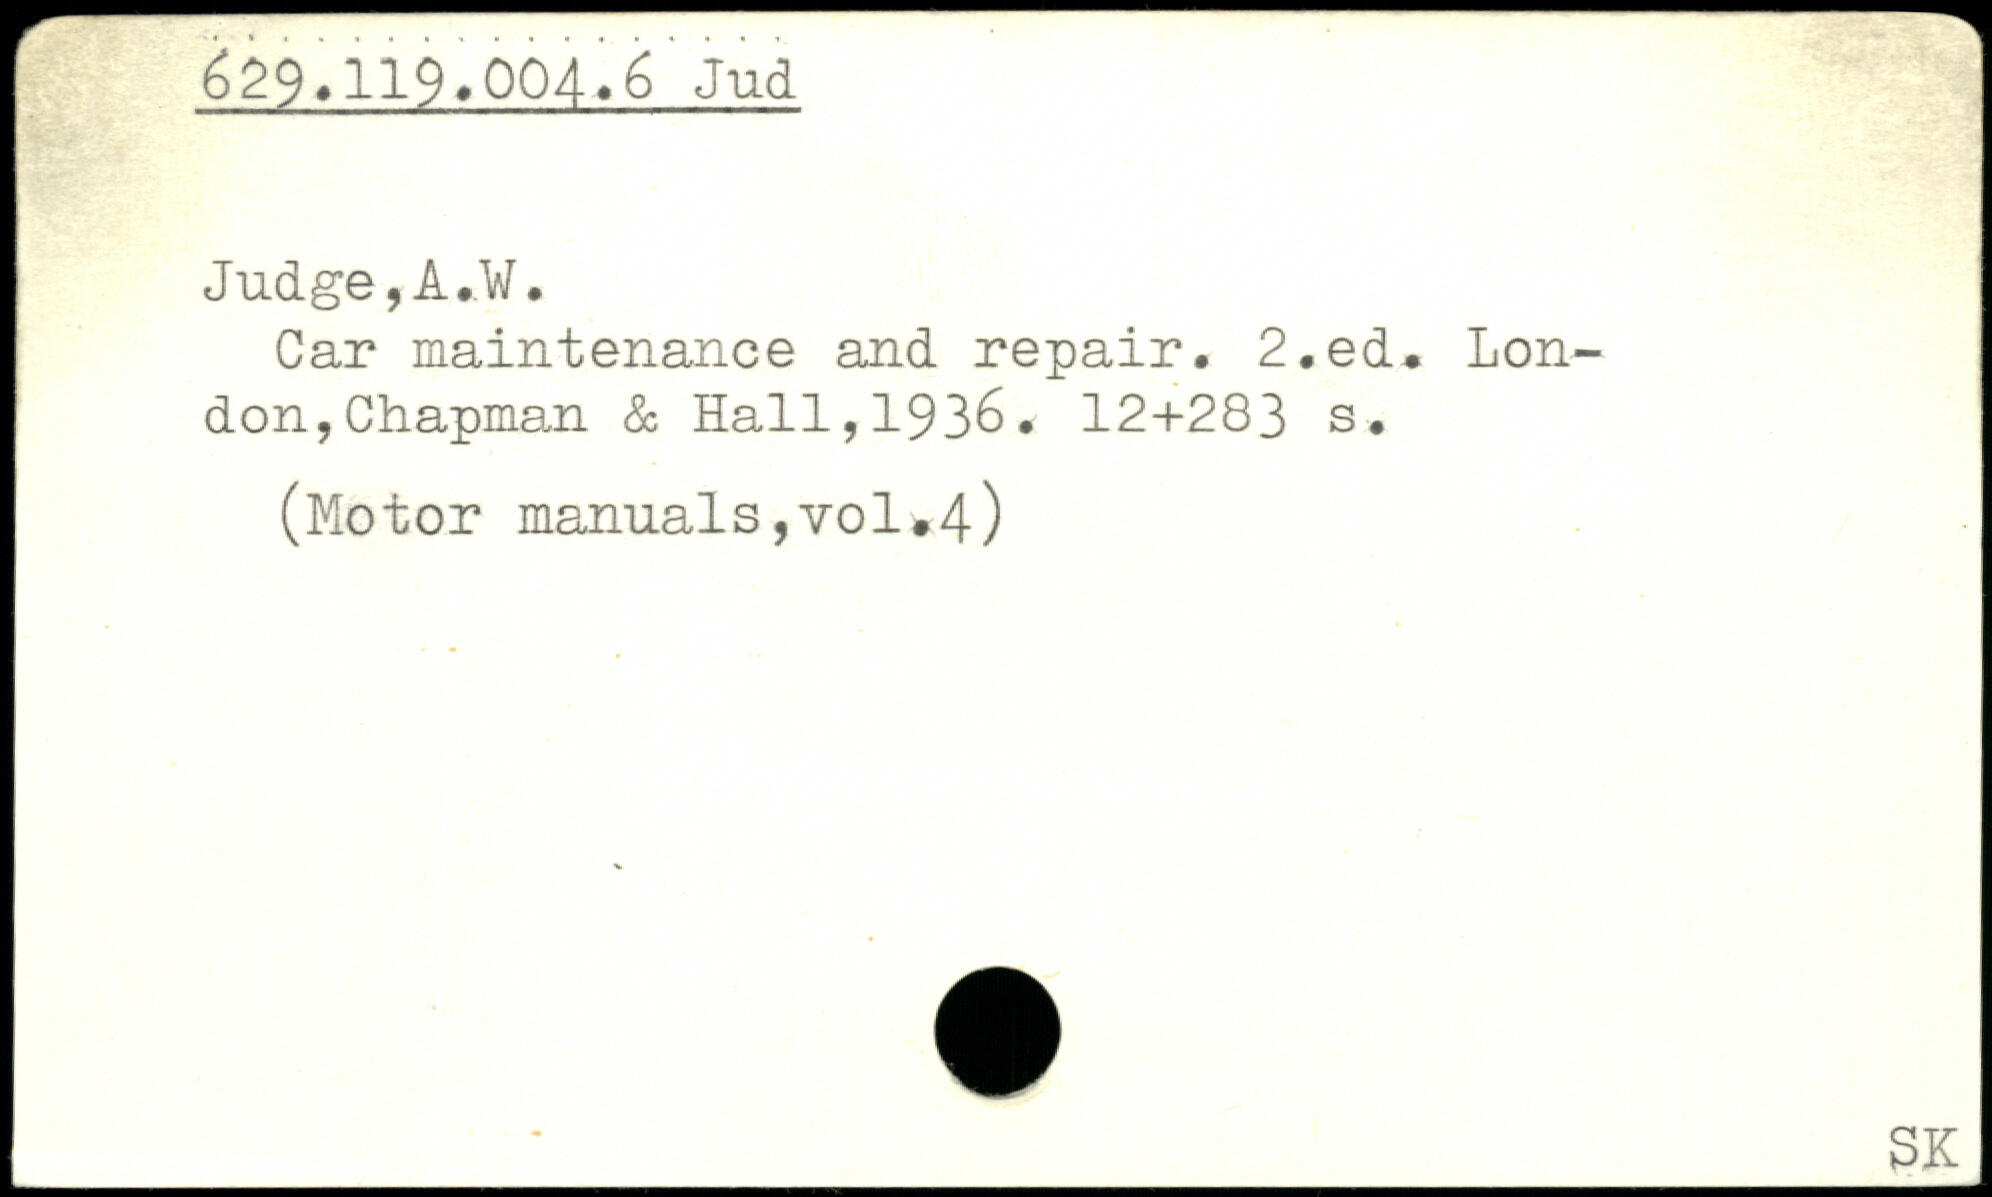 629.119.004.6 Jud
Judge,A.W.
Car maintenance and repair. 2.ed. Lon-
don,Chapman & Hall,1936. 12+283 s.
(Motor manuals,vol.4)
SK